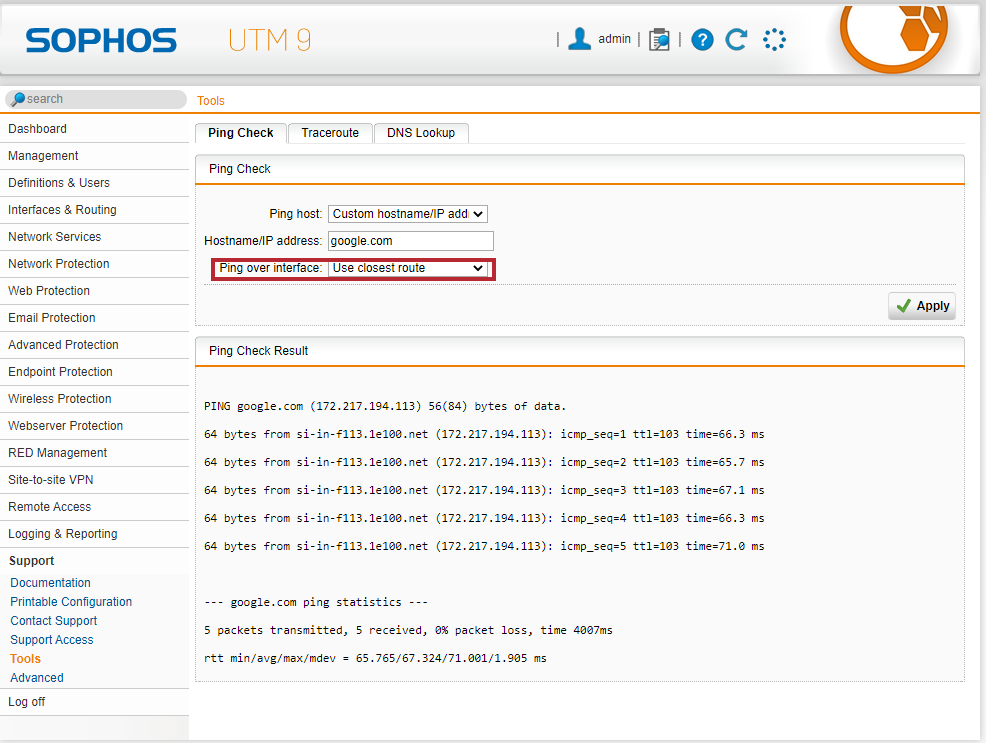 SOPHOS UTM 9 | admin | | ?
search
Tools
Dashboard
Management
Definitions & Users
Interfaces & Routing
Network Services
Network Protection
Web Protection
Email Protection
Advanced Protection
Endpoint Protection
Wireless Protection
Webserver Protection
RED Management
Site-to-site VPN
Remote Access
Logging & Reporting
Support
Documentation
Printable Configuration
Contact Support
Support Access
Tools
Advanced
Log off
Ping Check Traceroute DNS Lookup
Ping Check
Ping host: Custom hostname/IP add
Hostname/IP address: google.com
Ping over interface: Use closest route
Apply
Ping Check Result
PING google.com (172.217.194.113) 56(84) bytes of data.
64 bytes from si-in-f113.1e100.net (172.217.194.113): icmp_seq=1 ttl=103 time=66.3 ms
64 bytes from si-in-f113.1e100.net (172.217.194.113): icmp_seq=2 ttl=103 time=65.7 ms
64 bytes from si-in-f113.1e100.net (172.217.194.113): icmp_seq=3 ttl=103 time=67.1 ms
64 bytes from si-in-f113.1e100.net (172.217.194.113): icmp_seq=4 ttl=103 time=66.3 ms
64 bytes from si-in-f113.1e100.net (172.217.194.113): icmp_seq=5 ttl=103 time=71.0 ms
--- google.com ping statistics ---
5 packets transmitted, 5 received, 0% packet loss, time 4007ms
rtt min/avg/max/mdev = 65.765/67.324/71.001/1.905 ms